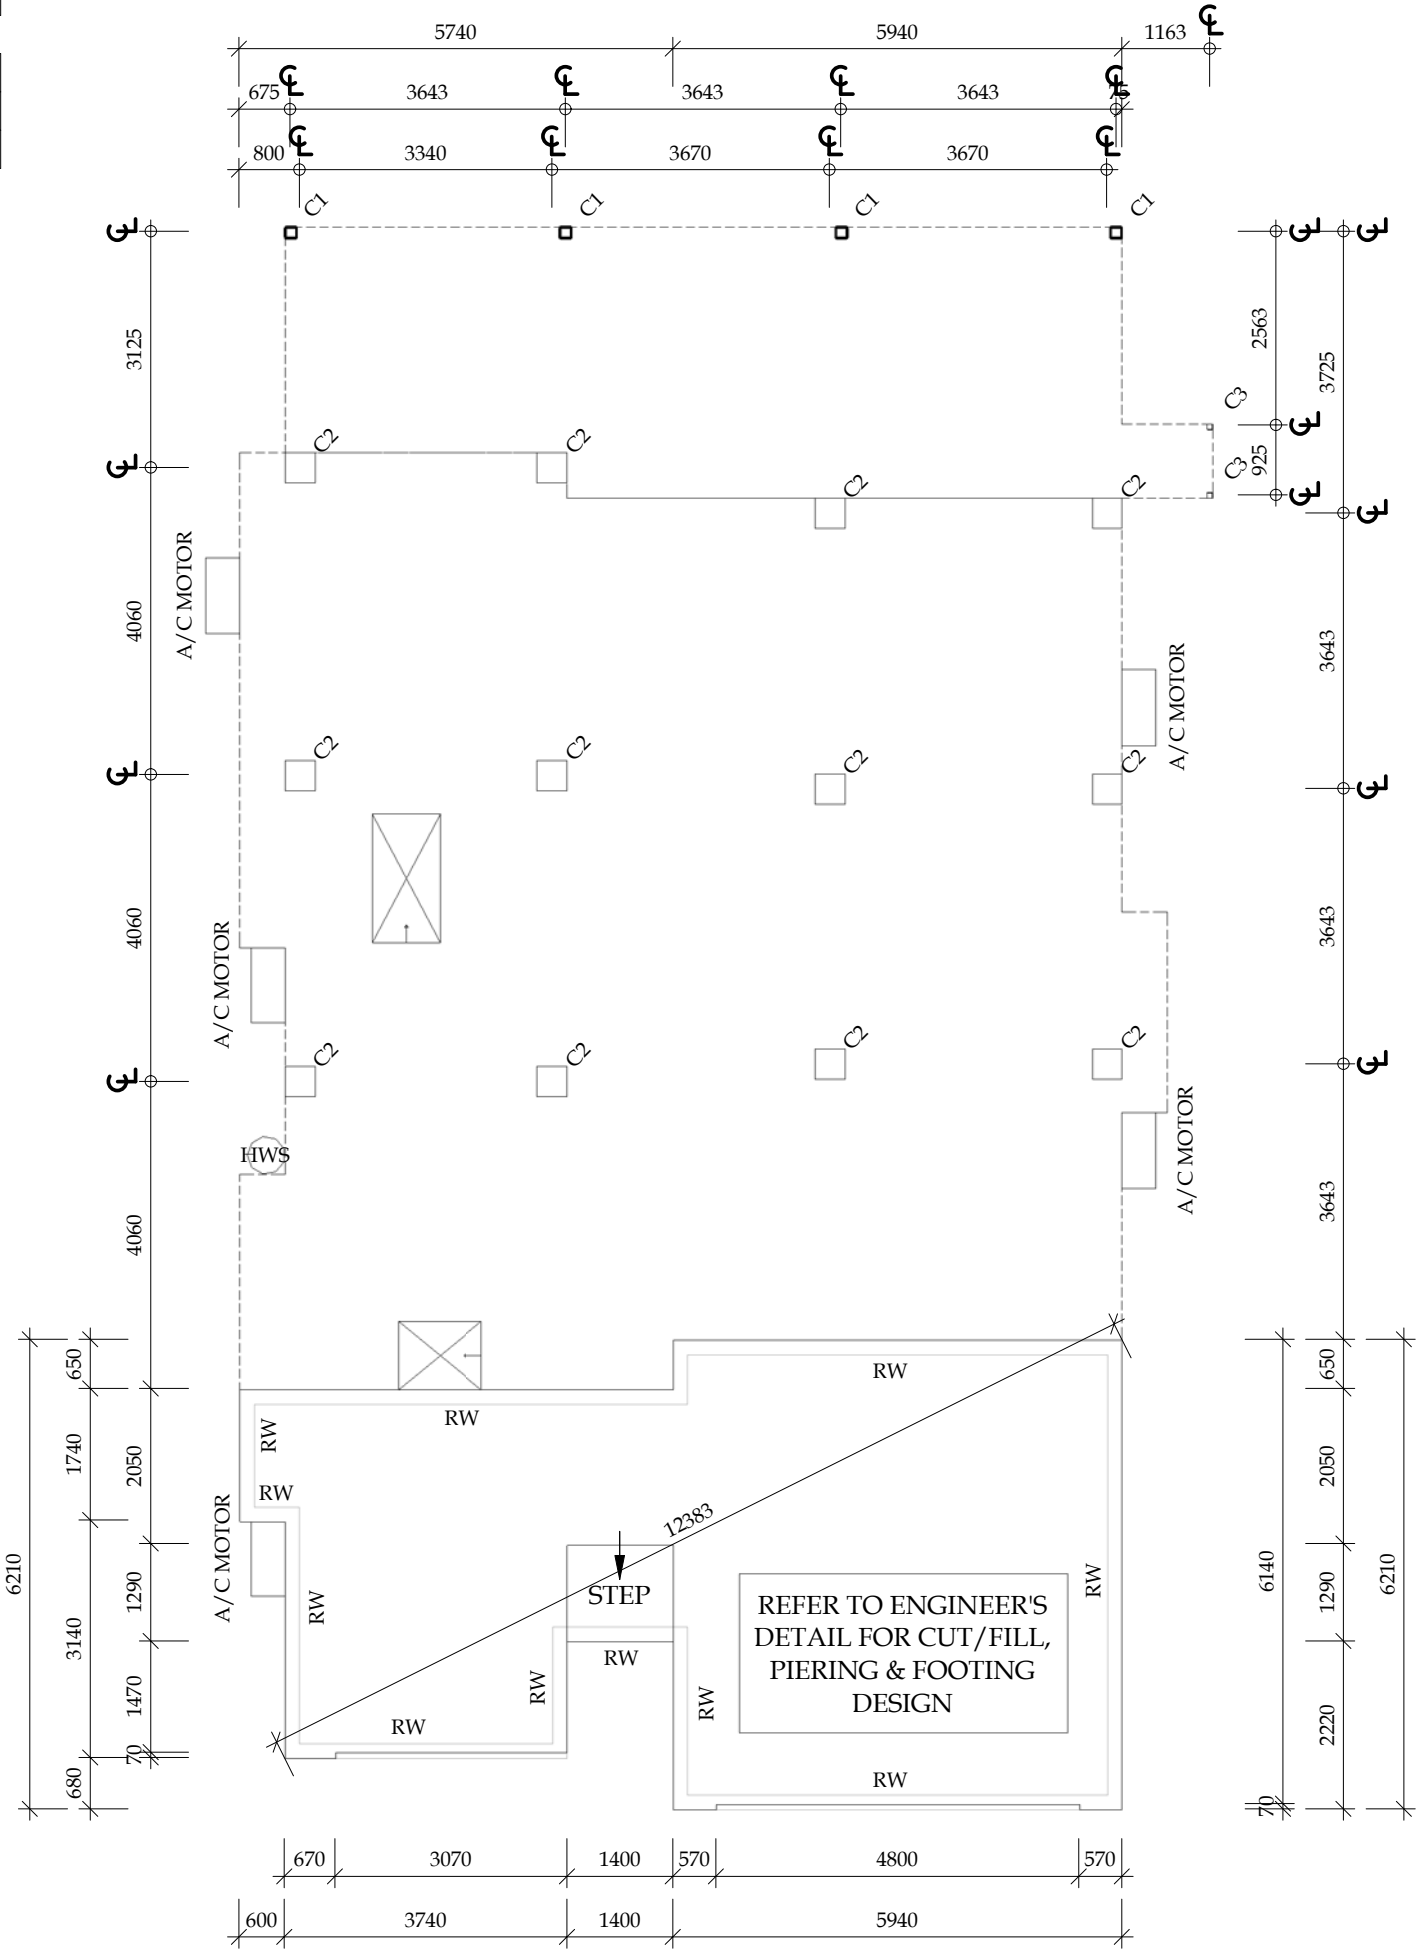 5740
5940
1163
℄
℄
℄
℄
℄
675
3643
3643
3643
75
℄
℄
℄
℄
800
3340
3670
3670
C1
C1
C1
C1
℄
℄
℄
3125
2563
3725
C3
℄
C2
C2
℄
C3
925
℄
C2
C2
℄
A/C MOTOR
4060
3643
A/C MOTOR
C2
C2
℄
C2
C2
℄
4060
A/C MOTOR
3643
C2
C2
C2
C2
℄
℄
A/C MOTOR
HWS
4060
3643
650
650
RW
RW
RW
1740
2050
2050
RW
A/C MOTOR
12383
6210
1290
STEP
RW
RW
6140
1290
6210
REFER TO ENGINEER'S
DETAIL FOR CUT/FILL,
PIERING & FOOTING
DESIGN
3140
RW
1470
RW
RW
2220
RW
70
680
RW
70
670
3070
1400
570
4800
570
600
3740
1400
5940